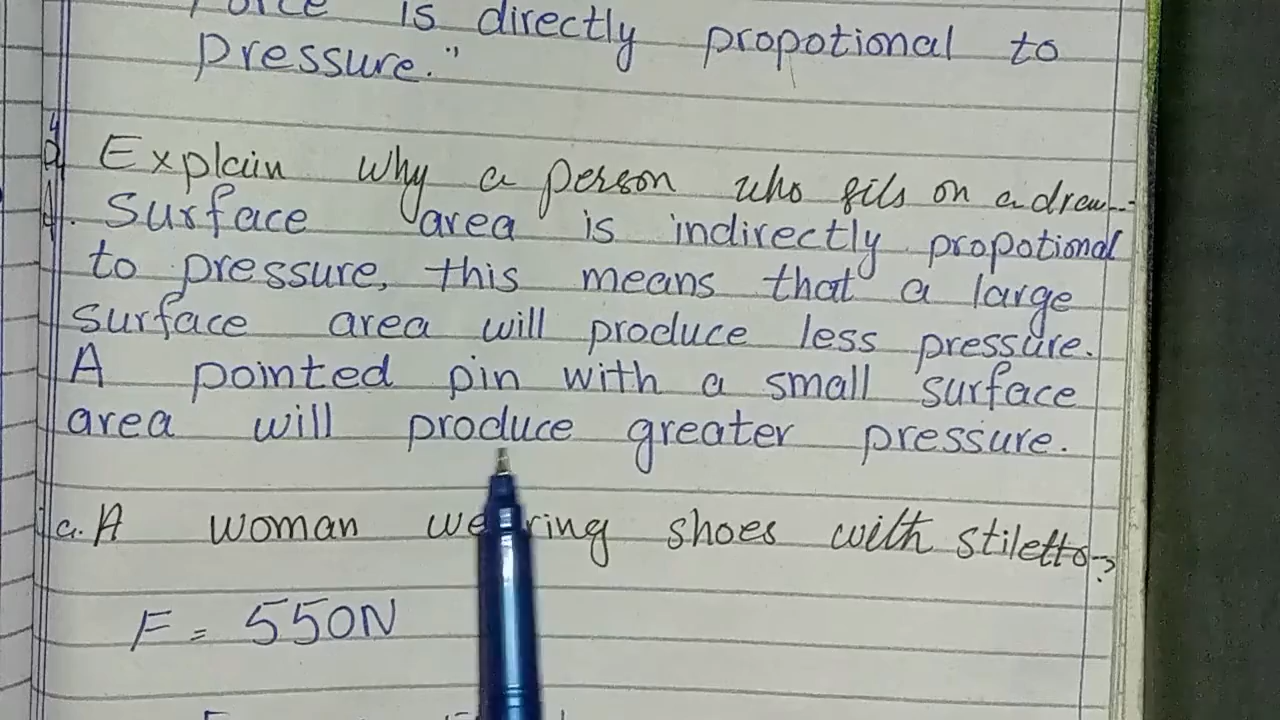 Force is directly propotional to
pressure."
Explain why a person who sits on a draw--
Surface area is indirectly propotional
to pressure, this means that a large
surface area will produce less pressure.
A pointed pin with a small surface
area will produce greater pressure.
c. A woman wearing shoes with stiletto-?
F = 550N